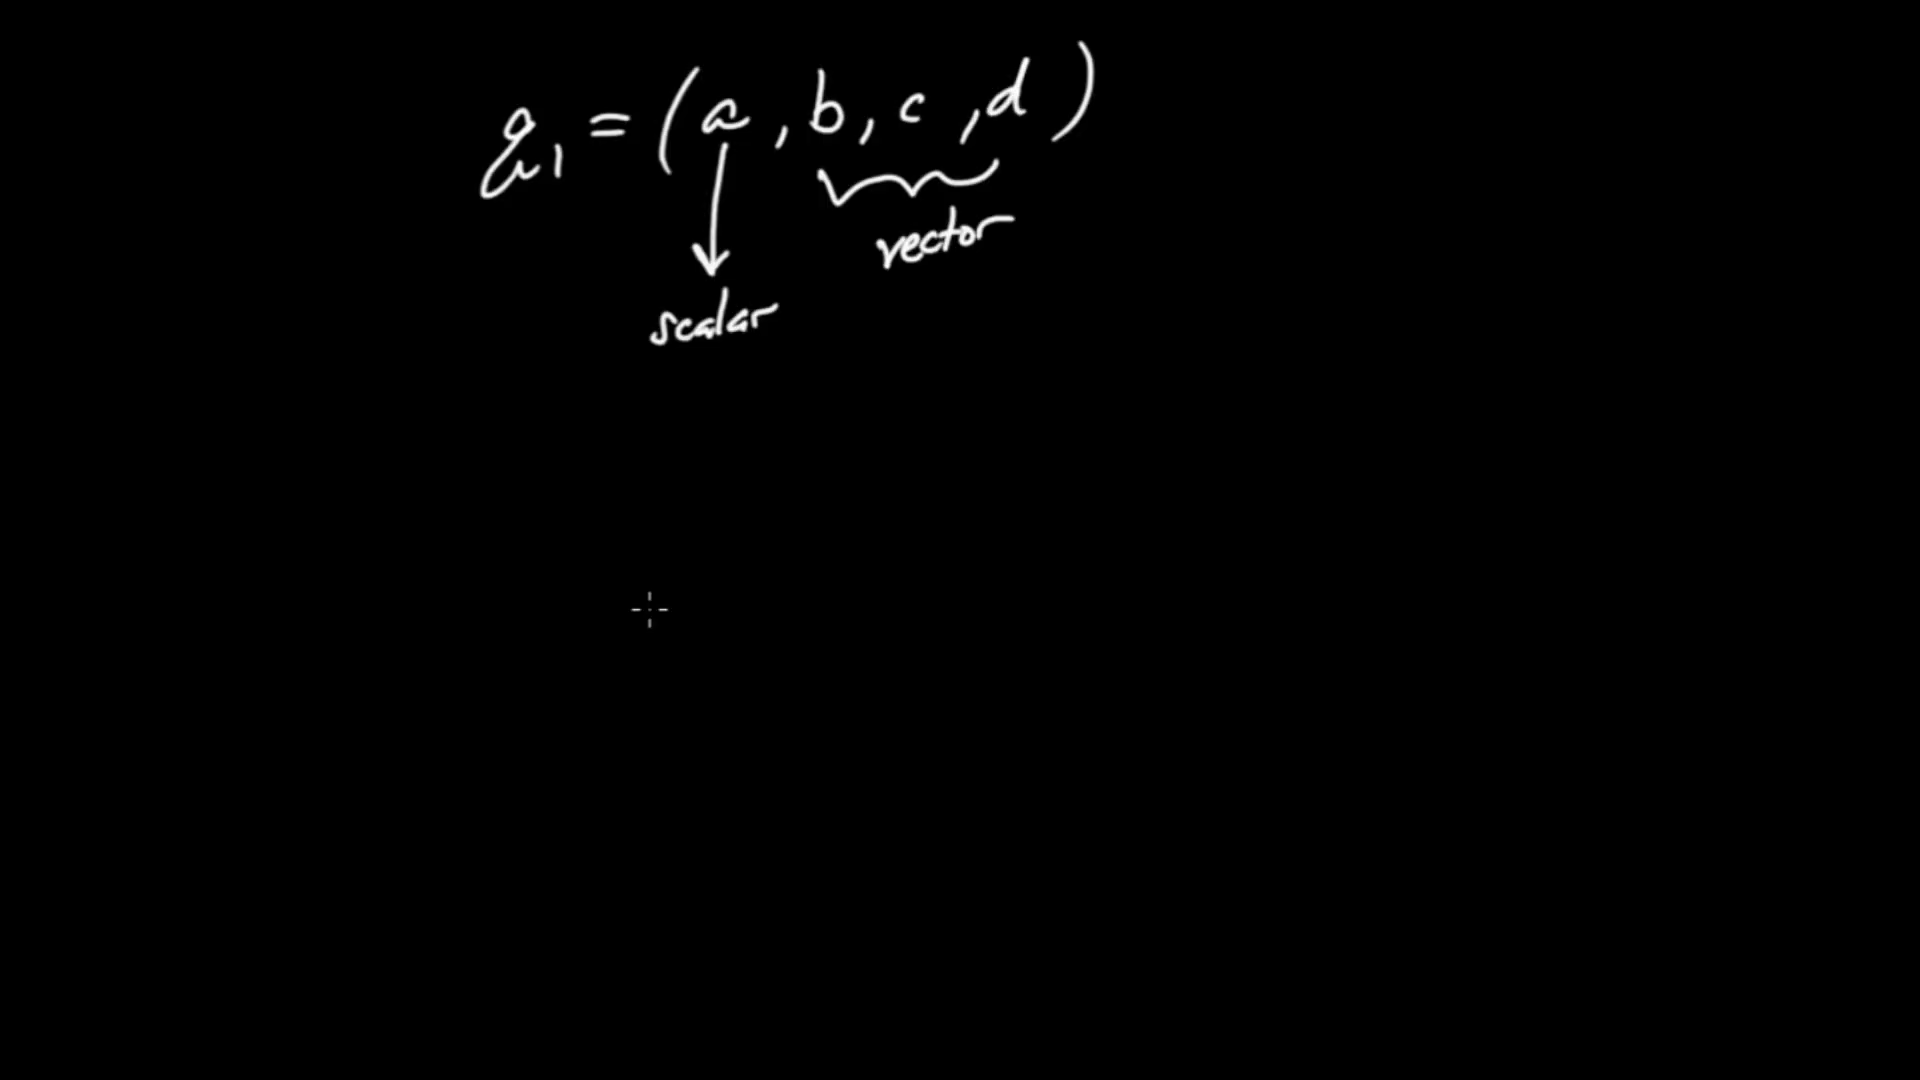 q₁ = (a, b, c, d)
vector
scalar